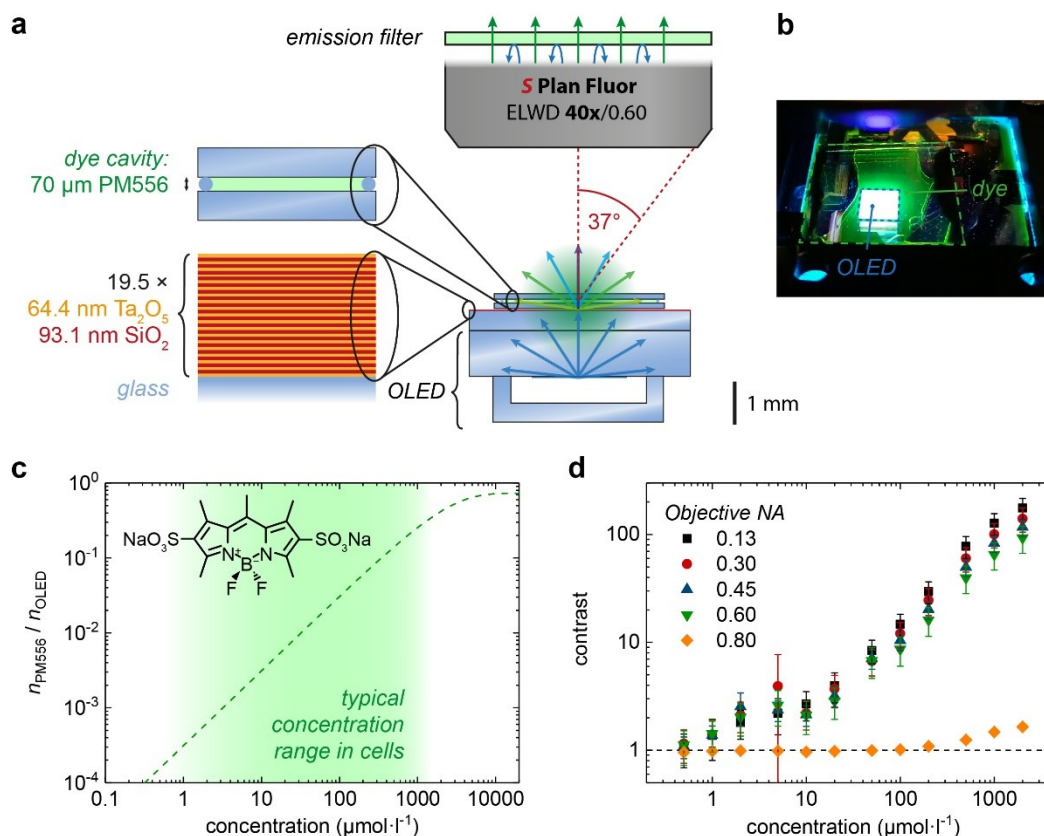 a
emission filter
S Plan Fluor
ELWD 40x/0.60
dye cavity:
70 µm PM556
37°
19.5 ×
64.4 nm Ta₂O₅
93.1 nm SiO₂
glass
OLED
1 mm
b
dye
OLED
c
n_PM556 / n_OLED
10⁰
10⁻¹
10⁻²
10⁻³
10⁻⁴
NaO₃S
SO₃Na
N⁺
B⁻
N
F
F
typical
concentration
range in cells
0.1
1
10
100
1000
10000
concentration (µmol·l⁻¹)
d
contrast
100
10
1
Objective NA
0.13
0.30
0.45
0.60
0.80
1
10
100
1000
concentration (µmol·l⁻¹)